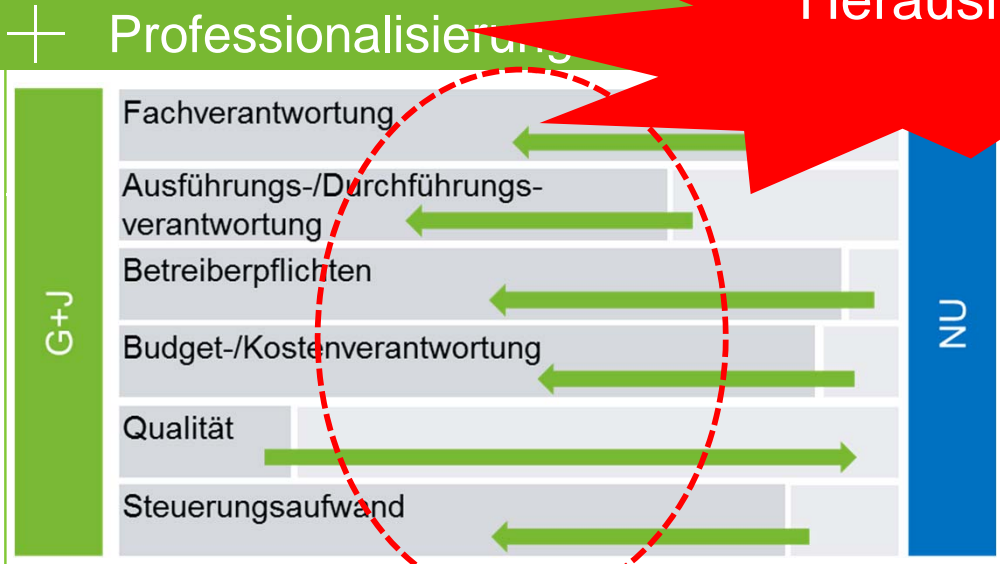 Professionalisierung
Fachverantwortung
Ausführungs-/Durchführungs-
verantwortung
Betreiberpflichten
G+J
NU
Budget-/Kostenverantwortung
Qualität
Steuerungsaufwand